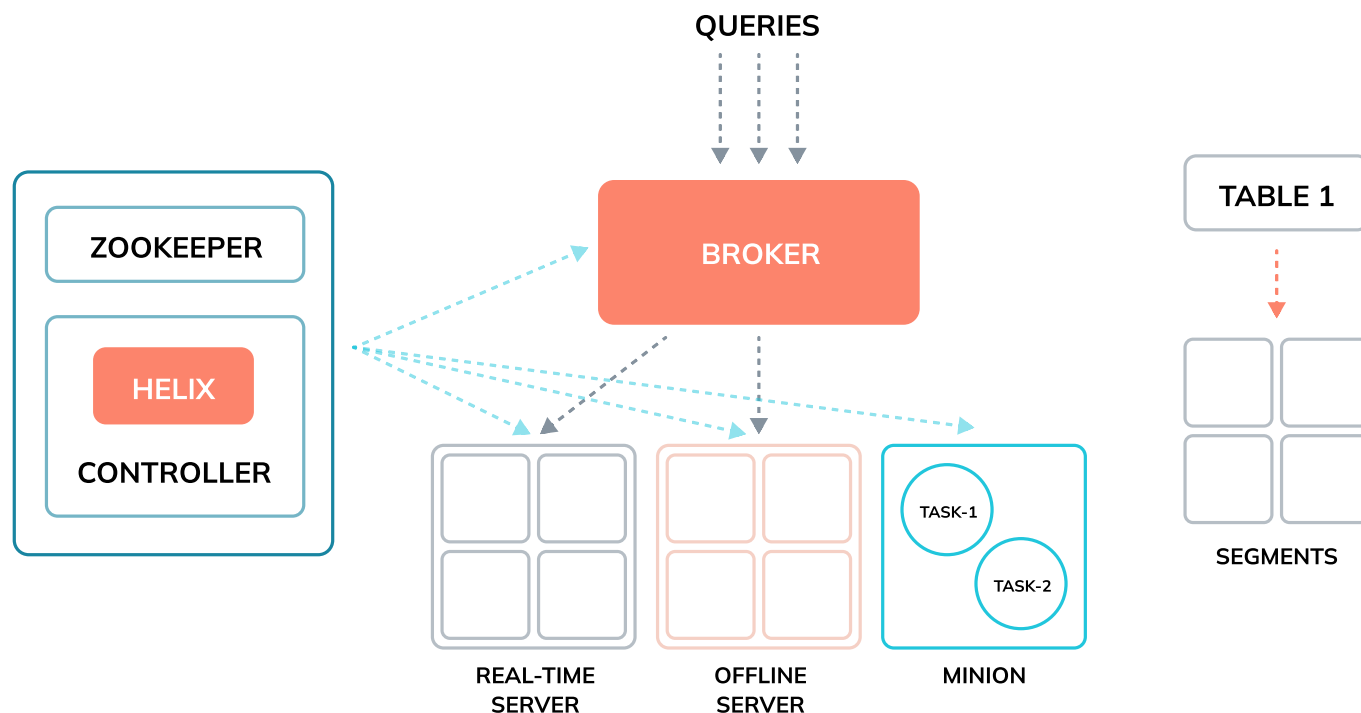 QUERIES
ZOOKEEPER
HELIX
CONTROLLER
BROKER
TABLE 1
SEGMENTS
TASK-1
TASK-2
REAL-TIME
SERVER
OFFLINE
SERVER
MINION